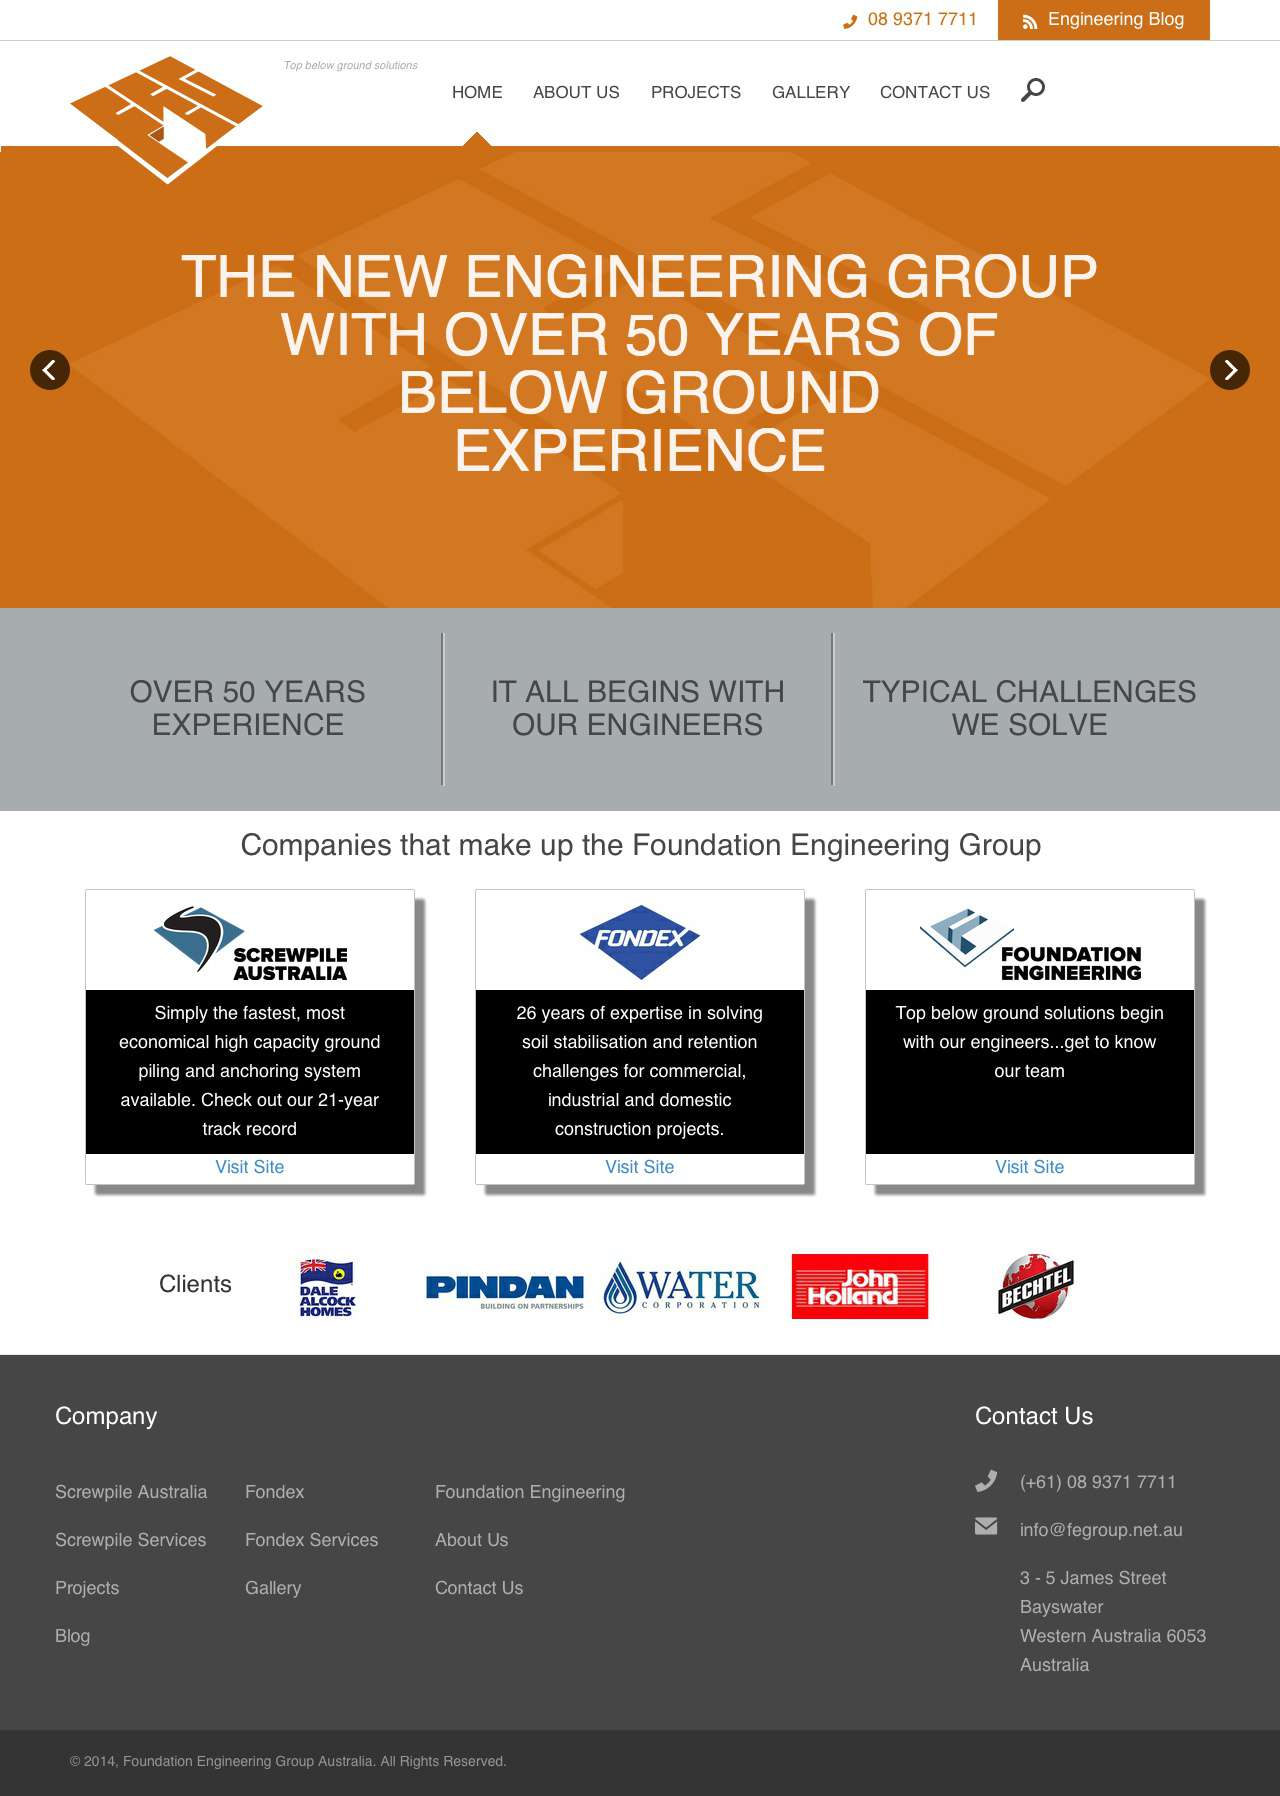 08 9371 7711
Engineering Blog
Top below ground solutions
HOME
ABOUT US
PROJECTS
GALLERY
CONTACT US
THE NEW ENGINEERING GROUP
WITH OVER 50 YEARS OF
BELOW GROUND
EXPERIENCE
OVER 50 YEARS
EXPERIENCE
IT ALL BEGINS WITH
OUR ENGINEERS
TYPICAL CHALLENGES
WE SOLVE
Companies that make up the Foundation Engineering Group
SCREWPILE
AUSTRALIA
Simply the fastest, most
economical high capacity ground
piling and anchoring system
available. Check out our 21-year
track record
Visit Site
FONDEX
26 years of expertise in solving
soil stabilisation and retention
challenges for commercial,
industrial and domestic
construction projects.
Visit Site
FOUNDATION
ENGINEERING
Top below ground solutions begin
with our engineers...get to know
our team
Visit Site
Clients
DALE
ALCOCK
HOMES
PINDAN
BUILDING ON PARTNERSHIPS
WATER
CORPORATION
John
Holland
BECHTEL
Company
Screwpile Australia
Screwpile Services
Projects
Blog
Fondex
Fondex Services
Gallery
Foundation Engineering
About Us
Contact Us
Contact Us
(+61) 08 9371 7711
info@fegroup.net.au
3 - 5 James Street
Bayswater
Western Australia 6053
Australia
© 2014, Foundation Engineering Group Australia. All Rights Reserved.